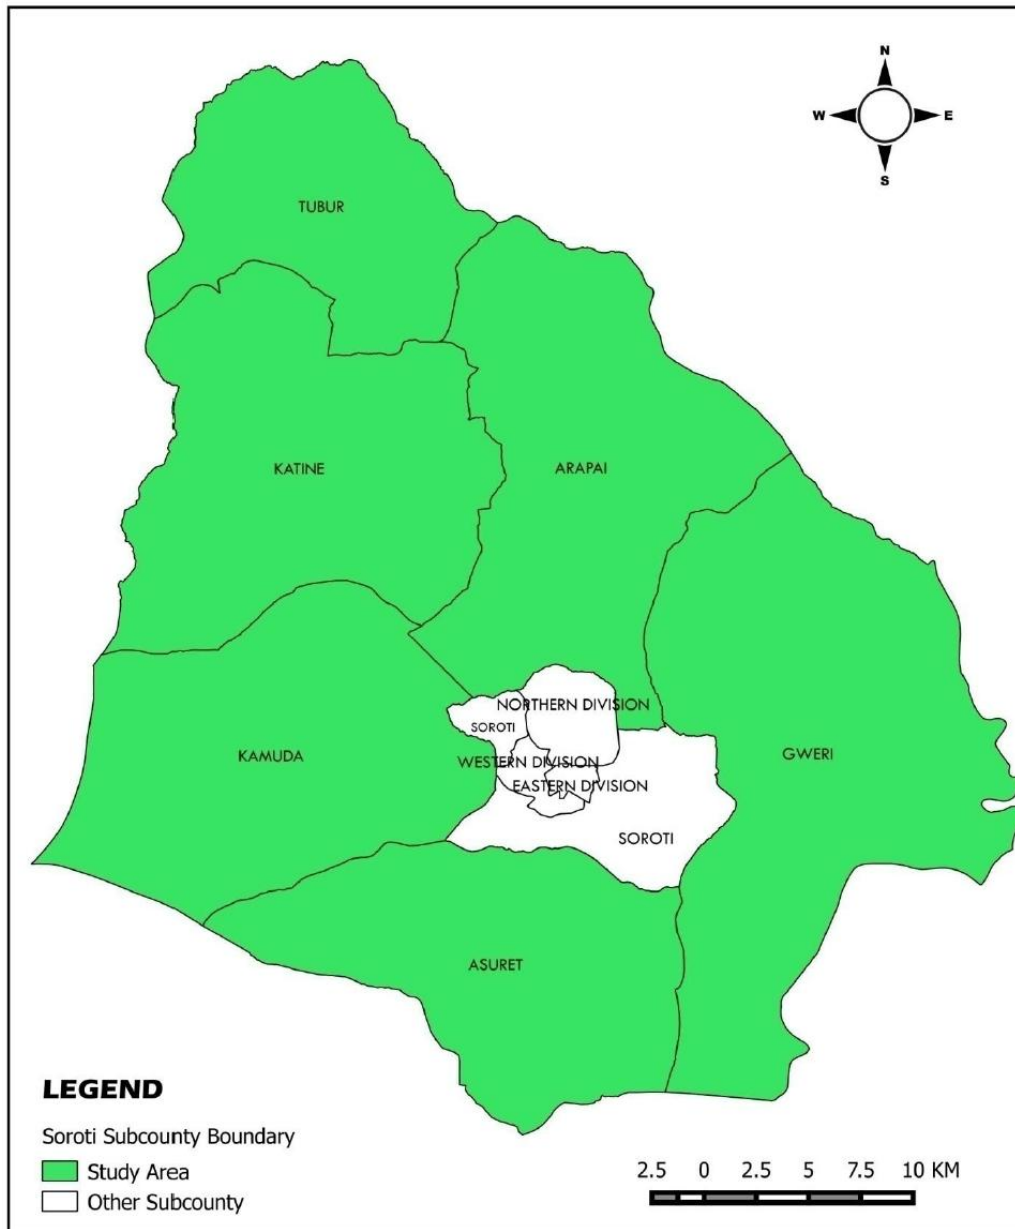 N
W E
S
TUBUR
KATINE
ARAPAI
NORTHERN DIVISION
SOROTI
KAMUDA
WESTERN DIVISION
GWERI
EASTERN DIVISION
SOROTI
ASURET
LEGEND
Soroti Subcounty Boundary
Study Area
Other Subcounty
2.5 0 2.5 5 7.5 10 KM